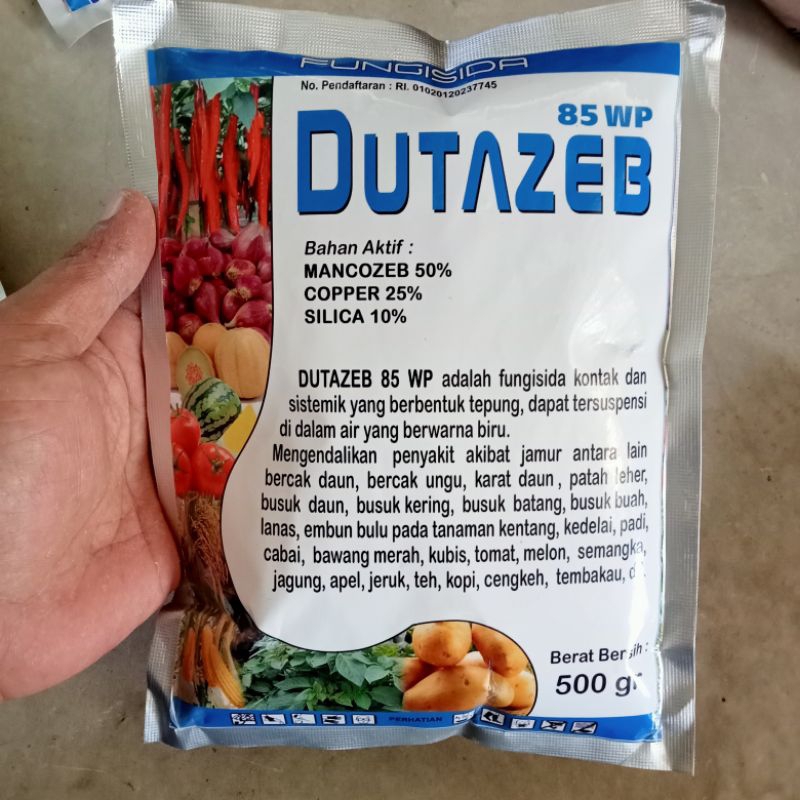 FUNGISIDA
No. Pendaftaran : RI. 01020120237745
85 WP
DUTAZEB
Bahan Aktif :
MANCOZEB 50%
COPPER 25%
SILICA 10%
DUTAZEB 85 WP adalah fungisida kontak dan
sistemik yang berbentuk tepung, dapat tersuspensi
di dalam air yang berwarna biru.
Mengendalikan penyakit akibat jamur antara lain
bercak daun, bercak ungu, karat daun, patah leher,
busuk daun, busuk kering, busuk batang, busuk buah,
lanas, embun bulu pada tanaman kentang, kedelai, padi,
cabai, bawang merah, kubis, tomat, melon, semangka,
jagung, apel, jeruk, teh, kopi, cengkeh, tembakau,
Berat Bersih :
500 gr
PERHATIAN